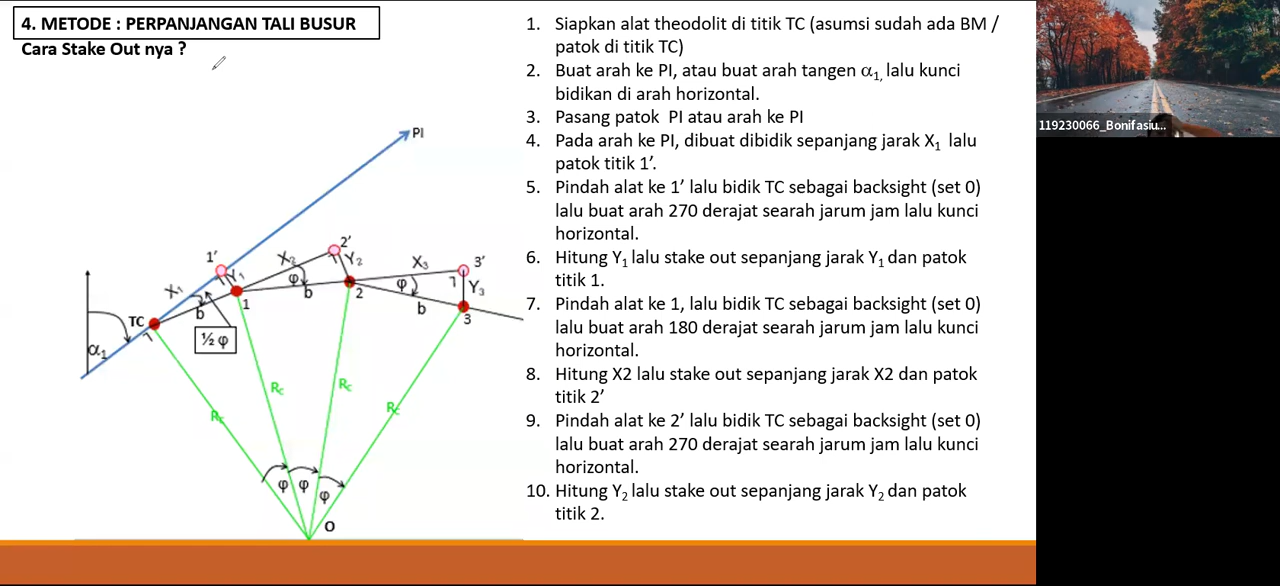 4. METODE : PERPANJANGAN TALI BUSUR
Cara Stake Out nya ?
1. Siapkan alat theodolit di titik TC (asumsi sudah ada BM /
patok di titik TC)
2. Buat arah ke PI, atau buat arah tangen α₁, lalu kunci
bidikan di arah horizontal.
3. Pasang patok PI atau arah ke PI
4. Pada arah ke PI, dibuat dibidik sepanjang jarak X₁ lalu
patok titik 1’.
5. Pindah alat ke 1’ lalu bidik TC sebagai backsight (set 0)
lalu buat arah 270 derajat searah jarum jam lalu kunci
horizontal.
6. Hitung Y₁ lalu stake out sepanjang jarak Y₁ dan patok
titik 1.
7. Pindah alat ke 1, lalu bidik TC sebagai backsight (set 0)
lalu buat arah 180 derajat searah jarum jam lalu kunci
horizontal.
8. Hitung X2 lalu stake out sepanjang jarak X2 dan patok
titik 2’
9. Pindah alat ke 2’ lalu bidik TC sebagai backsight (set 0)
lalu buat arah 270 derajat searah jarum jam lalu kunci
horizontal.
10. Hitung Y₂ lalu stake out sepanjang jarak Y₂ dan patok
titik 2.
PI
1’
2’
3’
X₁
Y₁
X₂
Y₂
X₃
Y₃
φ
φ
b
b
b
TC
1
2
3
½ φ
α₁
R꜀
R꜀
R꜀
R꜀
φ
φ
φ
O
119230066_Bonifasiu...